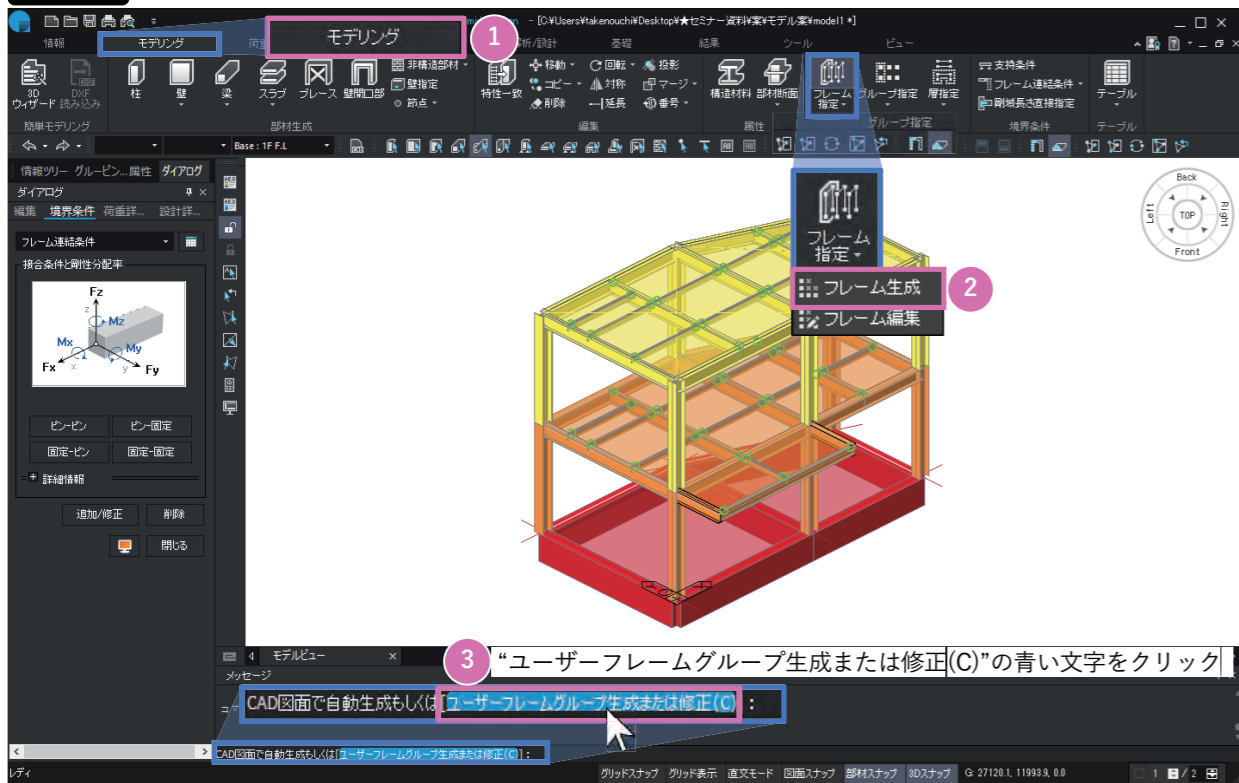 - [C:¥Users¥takenouchi¥Desktop¥★セミナー資料¥案¥モデル案¥model1 *]
情報 モデリング モデリング 1 解析/設計 基礎 結果 ツール ビュー
3D
ウィザード
DXF
読み込み
柱 壁 梁 スラブ ブレース 壁開口部
非構造部材
壁指定
節点
特性一致
移動 回転 投影
コピー 対称 マージ
削除 延長 番号
構造材料 部材断面 フレーム
指定
グループ指定 層指定
支持条件
フレーム連結条件
剛域長さ直接指定
テーブル
簡単モデリング 部材生成 編集 属性 グループ指定 境界条件 テーブル
Base : 1F F.L
情報ツリー グルーピン... 属性 ダイアログ
ダイアログ
編集 境界条件 荷重詳... 設計詳...
フレーム連結条件
接合条件と剛性分配率
Fz
z
Mz
Mx
My
Fx x y Fy
ピン-ピン ピン-固定
固定-ピン 固定-固定
+ 詳細情報
追加/修正 削除
閉じる
フレーム
指定
フレーム生成 2
フレーム編集
Back
Left TOP Right
Front
モデルビュー ×
3 “ユーザーフレームグループ生成または修正(C)”の青い文字をクリック
メッセージ
CAD図面で自動生成もしくは[ユーザーフレームグループ生成または修正(C) :
CAD図面で自動生成もしくは[ユーザーフレームグループ生成または修正(C)] :
レディ
グリッドスナップ グリッド表示 直交モード 図面スナップ 部材スナップ 3Dスナップ G: 27120.1, 11993.9, 0.0 1 / 2